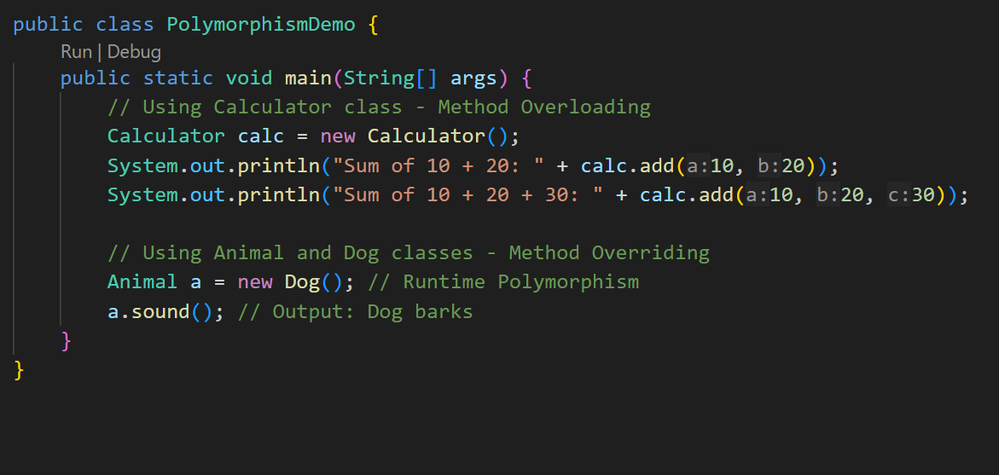 public class PolymorphismDemo {
Run | Debug
public static void main(String[] args) {
// Using Calculator class - Method Overloading
Calculator calc = new Calculator();
System.out.println("Sum of 10 + 20: " + calc.add(a:10, b:20));
System.out.println("Sum of 10 + 20 + 30: " + calc.add(a:10, b:20, c:30));
// Using Animal and Dog classes - Method Overriding
Animal a = new Dog(); // Runtime Polymorphism
a.sound(); // Output: Dog barks
}
}